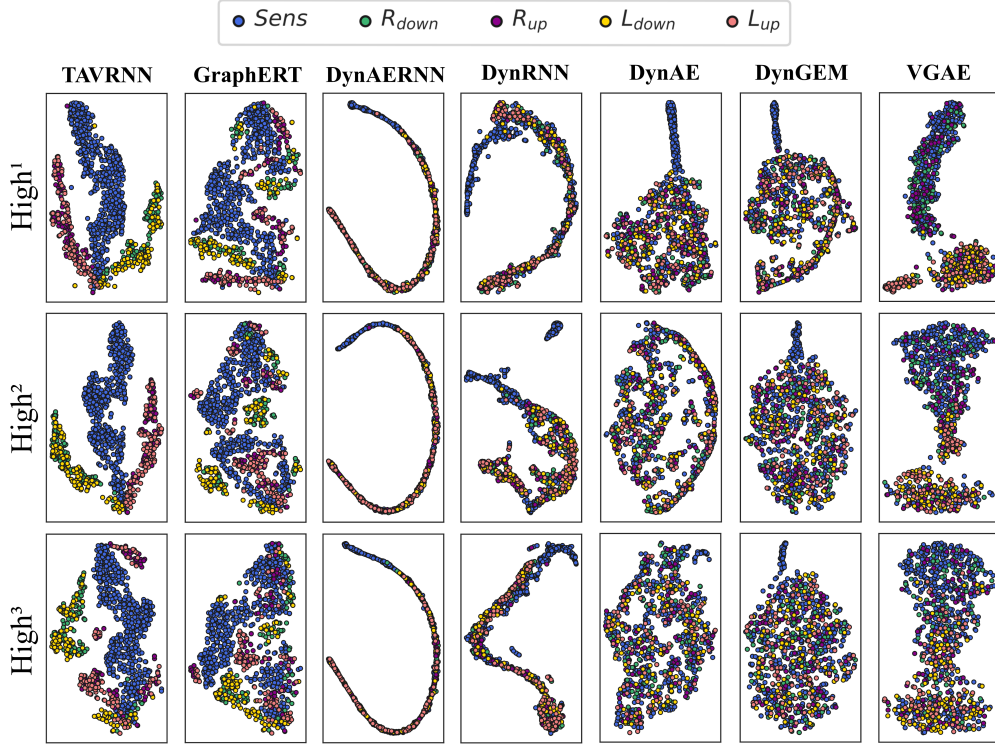 Sens R_down R_up L_down L_up
TAVRNN GraphERT DynAERNN DynRNN DynAE DynGEM VGAE
High¹
High²
High³